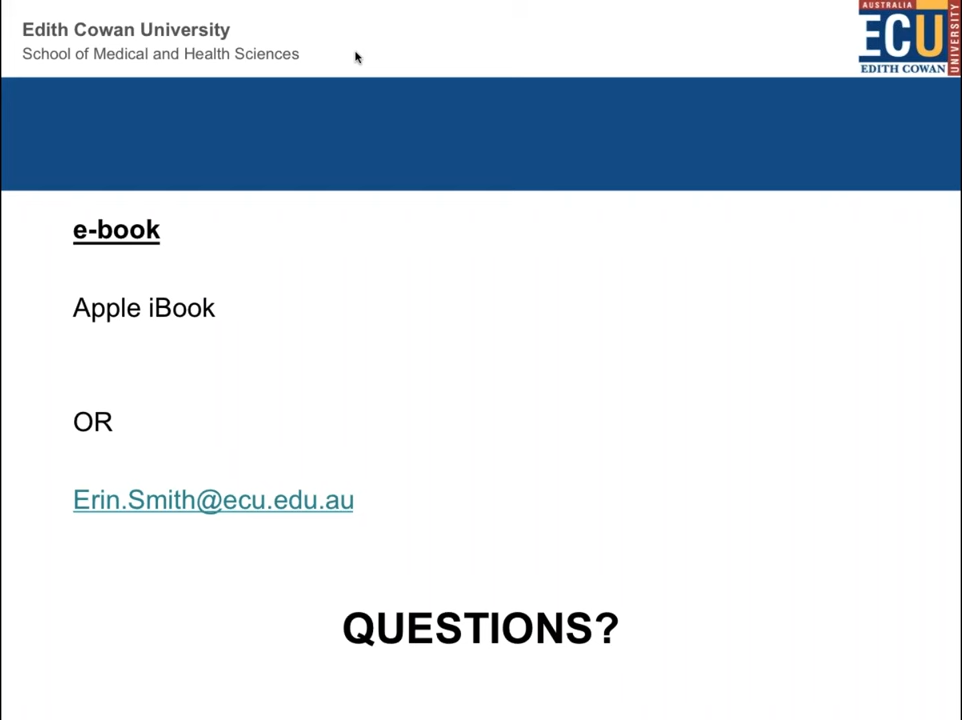 Edith Cowan University
School of Medical and Health Sciences
AUSTRALIA
ECU
EDITH COWAN
UNIVERSITY
e-book
Apple iBook
OR
Erin.Smith@ecu.edu.au
QUESTIONS?